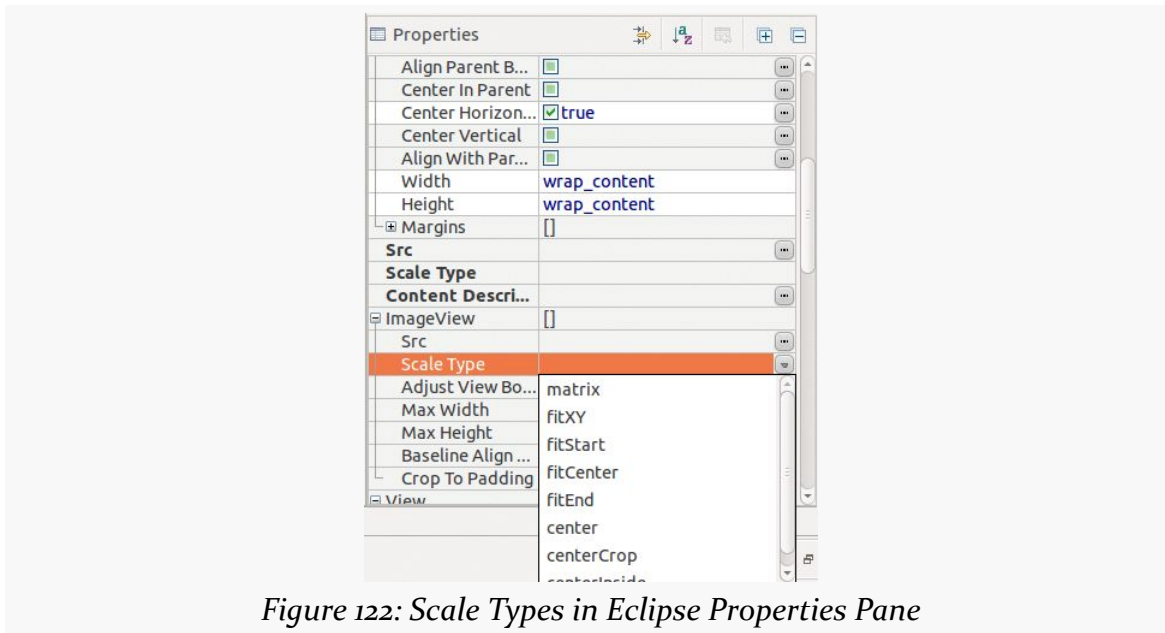 Properties
Align Parent B...
Center In Parent
Center Horizon... true
Center Vertical
Align With Par...
Width wrap_content
Height wrap_content
Margins []
Src
Scale Type
Content Descri...
ImageView []
Src
Scale Type
Adjust View Bo...
Max Width
Max Height
Baseline Align ...
Crop To Padding
View
matrix
fitXY
fitStart
fitCenter
fitEnd
center
centerCrop
centerInside
Figure 122: Scale Types in Eclipse Properties Pane